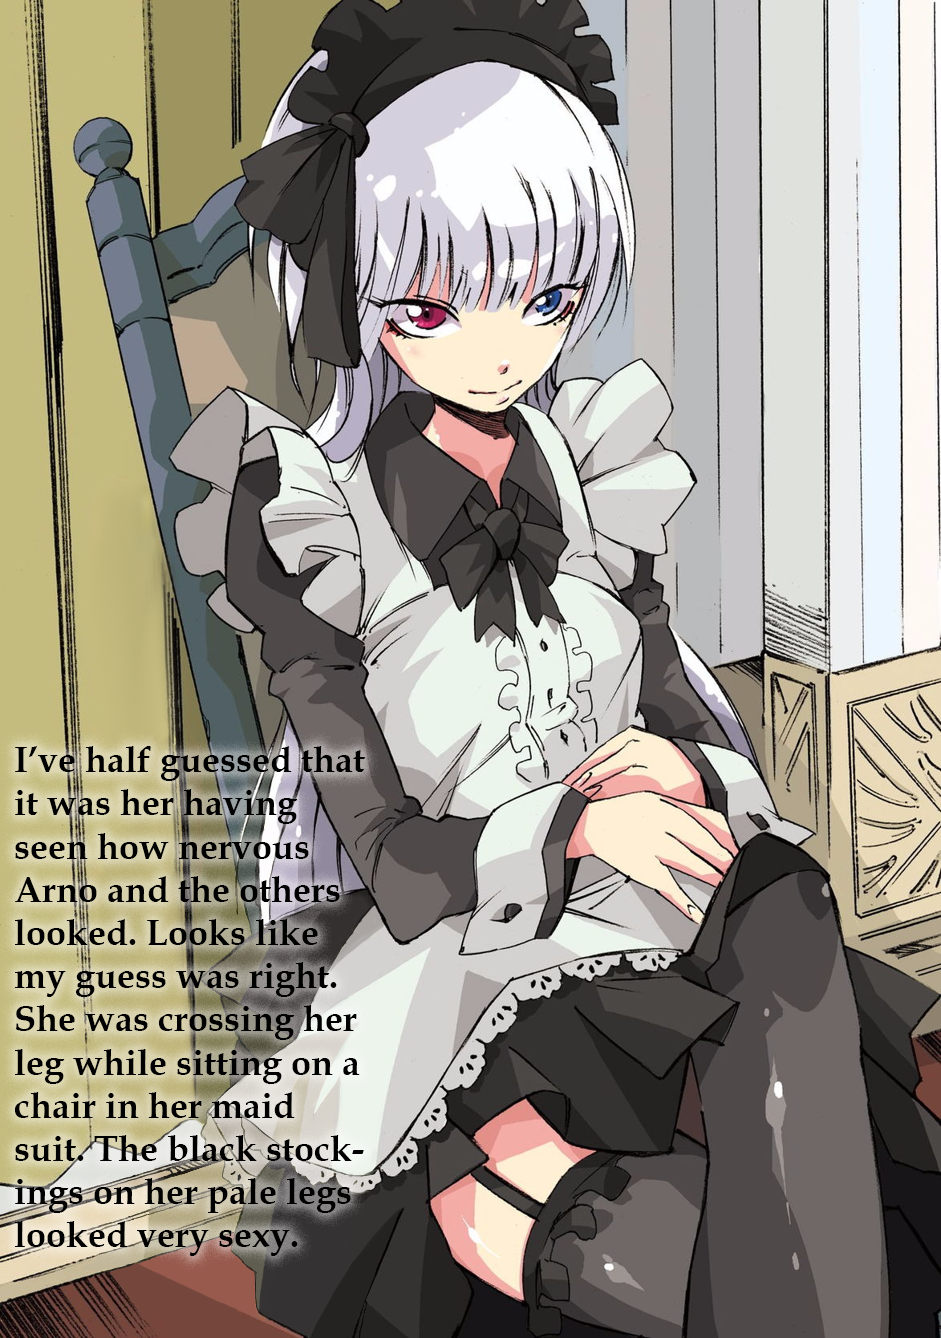 I’ve half guessed that
it was her having
seen how nervous
Arno and the others
looked. Looks like
my guess was right.
She was crossing her
leg while sitting on a
chair in her maid
suit. The black stock-
ings on her pale legs
looked very sexy.